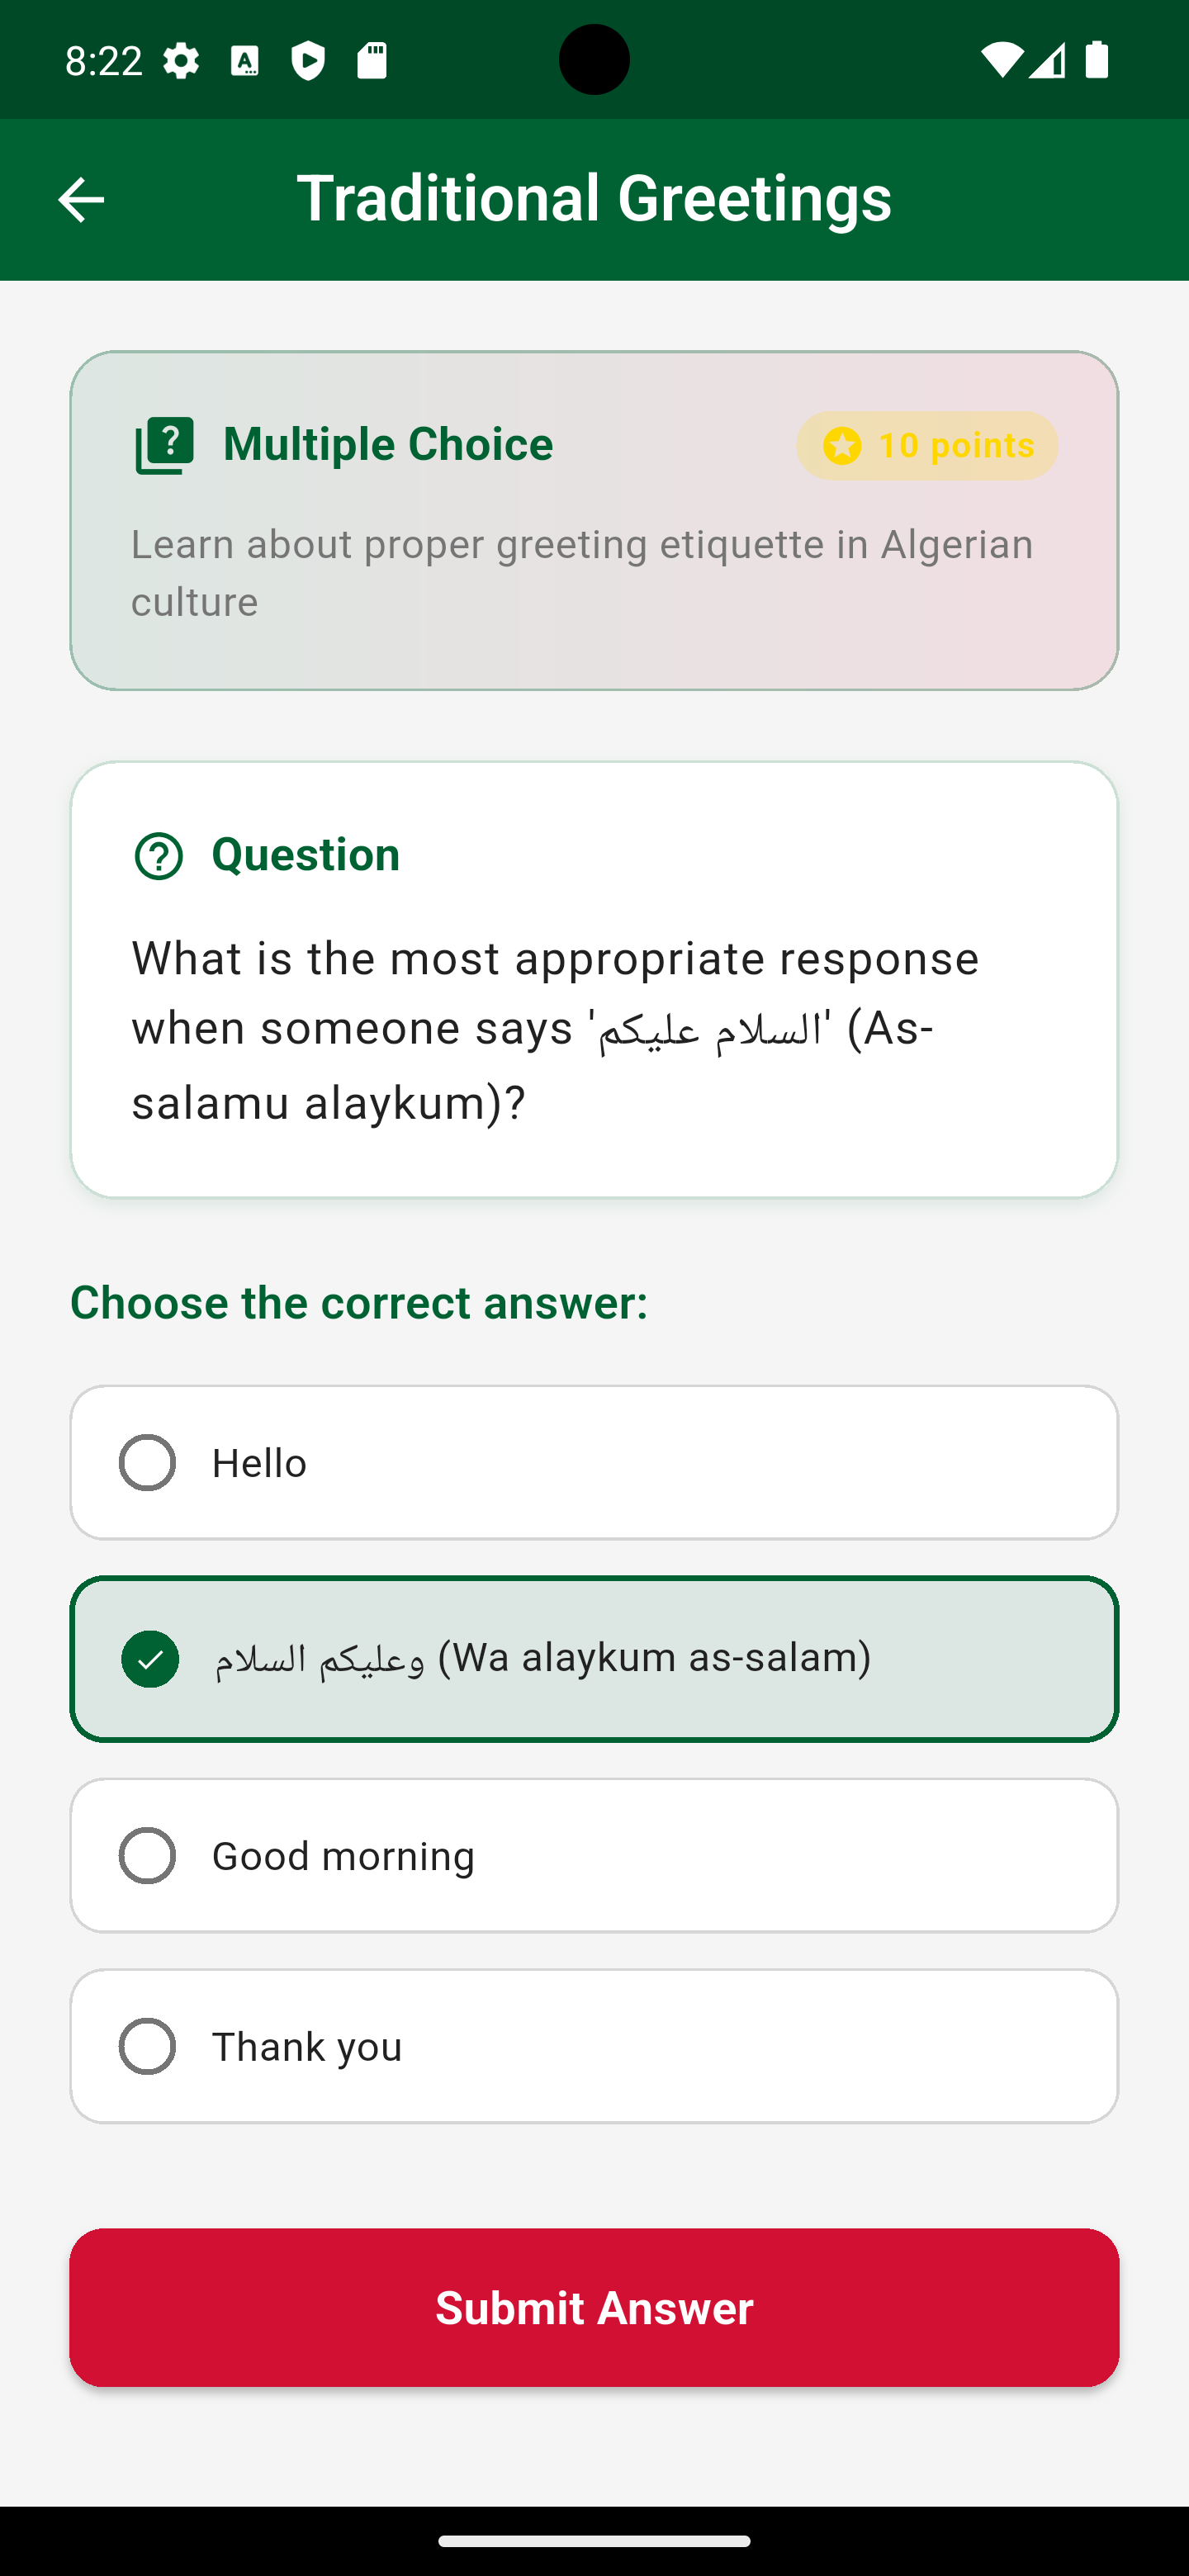 8:22
Traditional Greetings
Multiple Choice
10 points
Learn about proper greeting etiquette in Algerian
culture
Question
What is the most appropriate response
when someone says 'السلام عليكم' (As-
salamu alaykum)?
Choose the correct answer:
Hello
وعليكم السلام (Wa alaykum as-salam)
Good morning
Thank you
Submit Answer